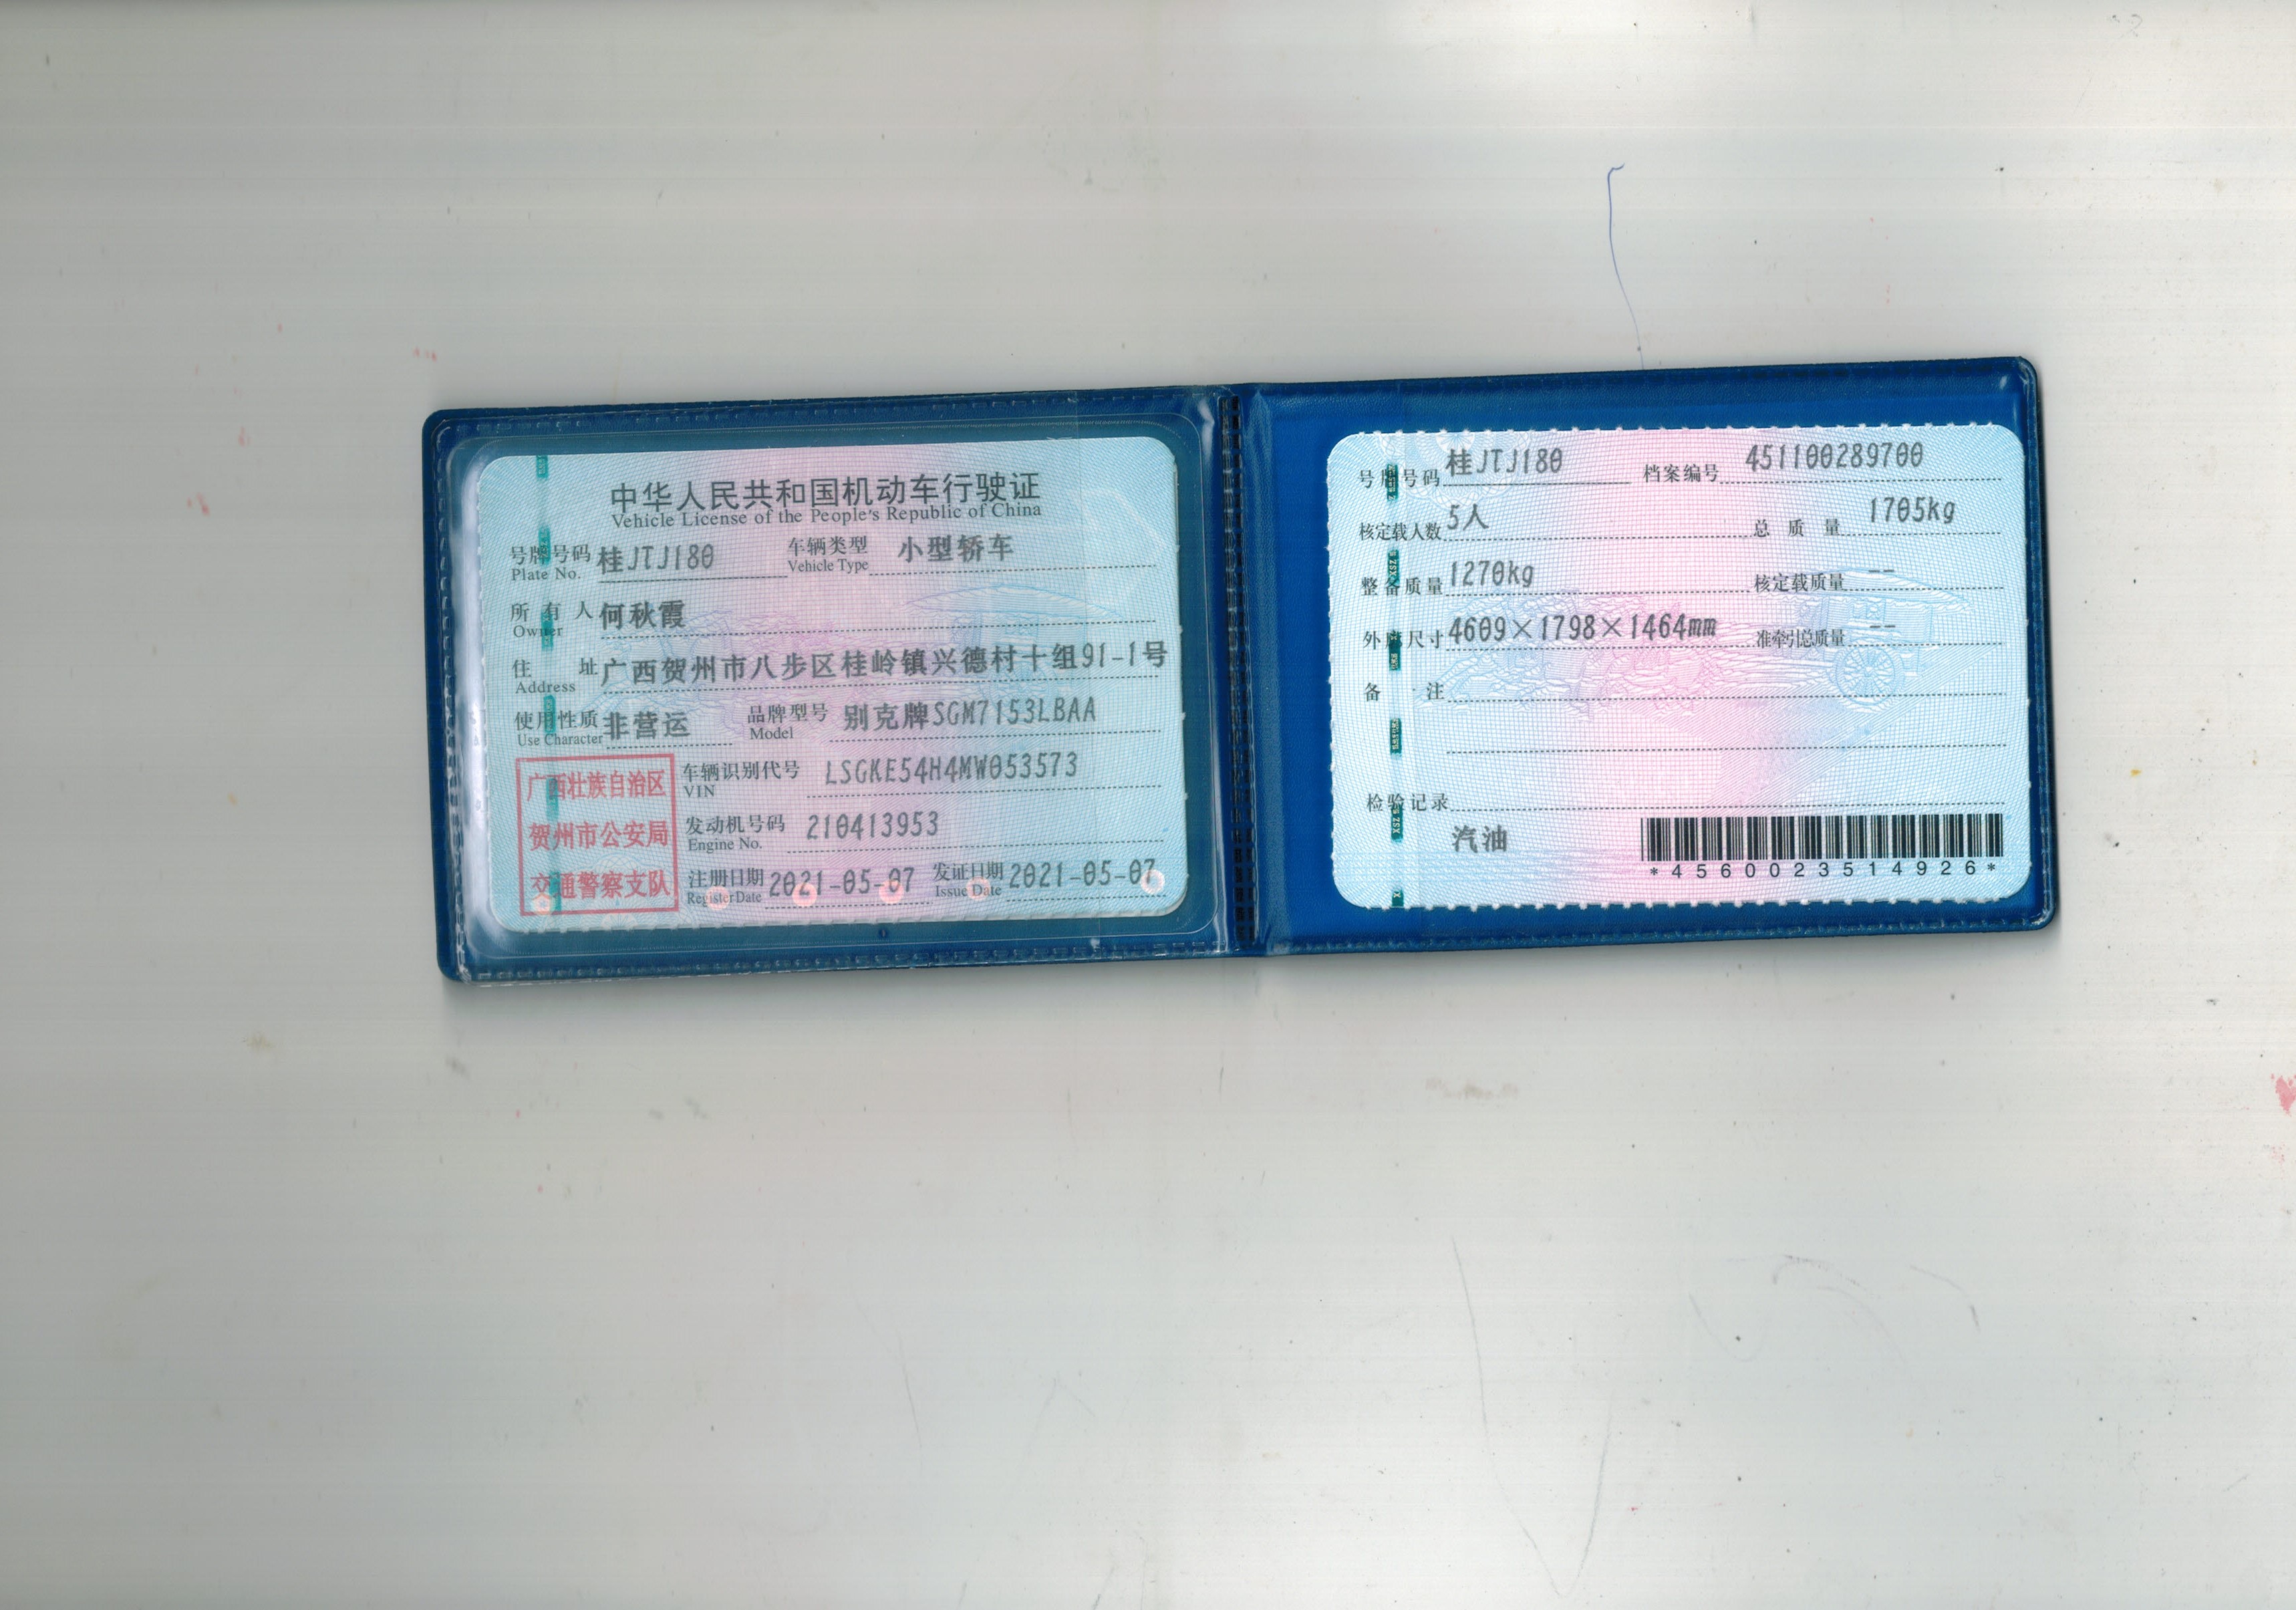 中华人民共和国机动车行驶证
Vehicle License of the People's Republic of China
号牌号码 桂JTJ180 车辆类型 小型轿车
Plate No. Vehicle Type
所有人 何秋霞
Owner
住址 广西贺州市八步区桂岭镇兴德村十组91-1号
Address
使用性质 非营运 品牌型号 别克牌SGM7153LBAA
Use Character Model
广西壮族自治区
贺州市公安局
交通警察支队
车辆识别代号 LSGKE54H4MW053573
VIN
发动机号码 210413953
Engine No.
注册日期 2021-05-07 发证日期 2021-05-07
Register Date Issue Date
号牌号码 桂JTJ180 档案编号 451100289700
核定载人数 5人 总质量 1705kg
整备质量 1270kg 核定载质量 --
外廓尺寸 4609×1798×1464mm 准牵引总质量 --
备注
检验记录
汽油
*4560023514926*